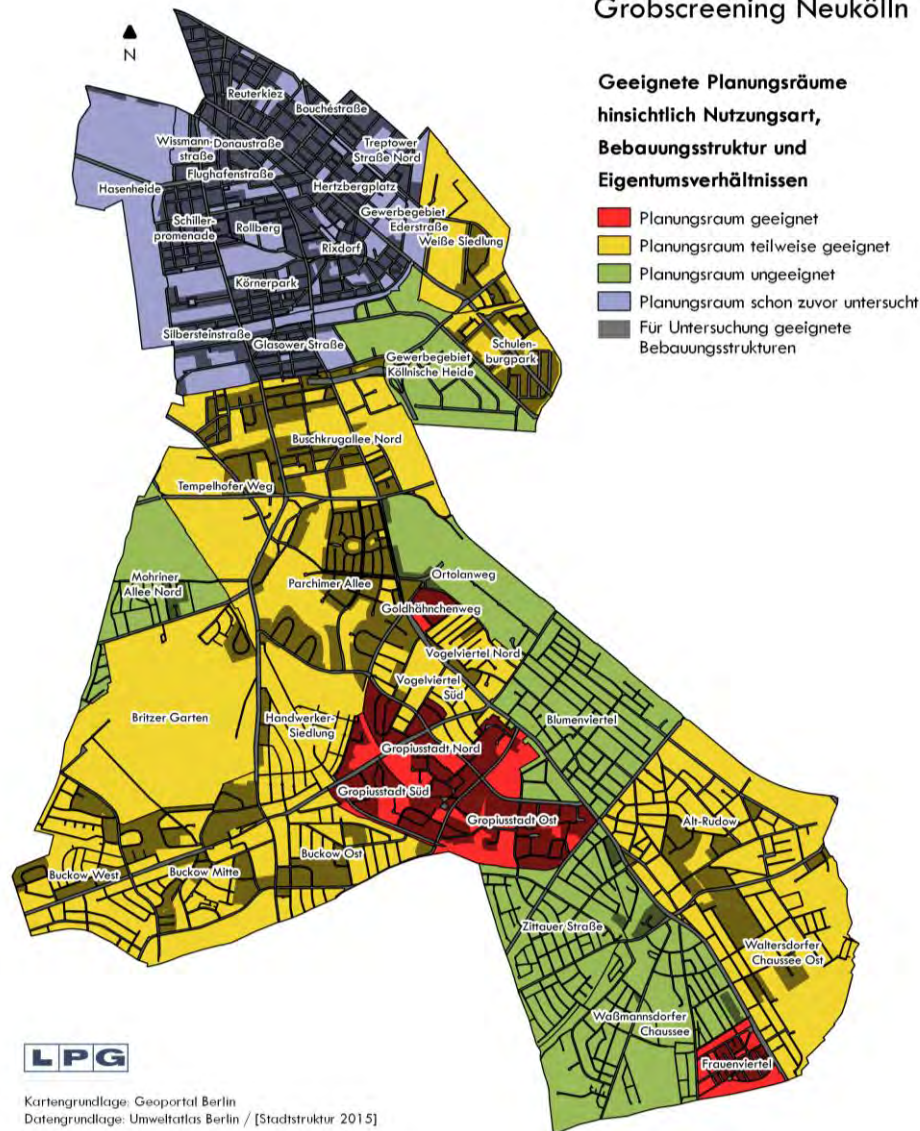 Grobscreening Neukölln
N
Geeignete Planungsräume
hinsichtlich Nutzungsart,
Bebauungsstruktur und
Eigentumsverhältnissen
Planungsraum geeignet
Planungsraum teilweise geeignet
Planungsraum ungeeignet
Planungsraum schon zuvor untersucht
Für Untersuchung geeignete
Bebauungsstrukturen
Reuterkiez
Bouchéstraße
Wissmann-
straße
Donaustraße
Treptower
Straße Nord
Flughafenstraße
Hasenheide
Hertzbergplatz
Schiller-
promenade
Rollberg
Gewerbegebiet
Ederstraße
Weiße Siedlung
Rixdorf
Körnerpark
Silbersteinstraße
Glasower Straße
Gewerbegebiet
Köllnische Heide
Schulen-
burgpark
Buschkrugallee Nord
Tempelhofer Weg
Mohriner
Allee Nord
Parchimer Allee
Ortolanweg
Goldhähnchenweg
Vogelviertel Nord
Vogelviertel
Süd
Britzer Garten
Handwerker-
Siedlung
Blumenviertel
Gropiusstadt Nord
Gropiusstadt Süd
Gropiusstadt Ost
Alt-Rudow
Buckow West
Buckow Mitte
Buckow Ost
Zittauer Straße
Waltersdorfer
Chaussee Ost
Waßmannsdorfer
Chaussee
Frauenviertel
LPG
Kartengrundlage: Geoportal Berlin
Datengrundlage: Umweltatlas Berlin / [Stadtstruktur 2015]